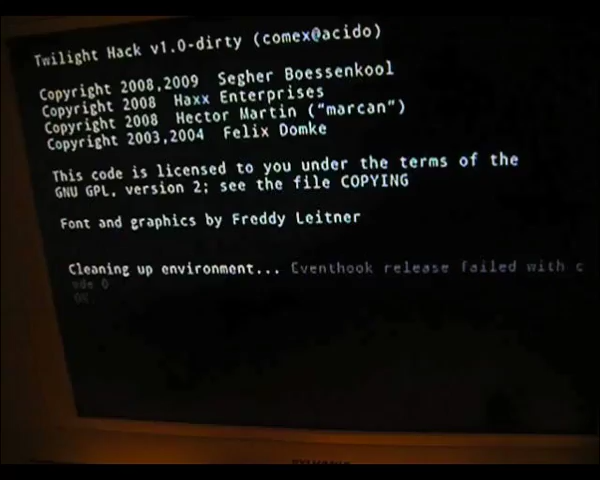 Twilight Hack v1.0-dirty (comex@acido)
Copyright 2008,2009  Segher Boessenkool
Copyright 2008  Haxx Enterprises
Copyright 2008  Hector Martin ("marcan")
Copyright 2003,2004  Felix Domke
This code is licensed to you under the terms of the
GNU GPL, version 2; see the file COPYING
Font and graphics by Freddy Leitner
Cleaning up environment... Eventhook release failed with c
ode 0
OK